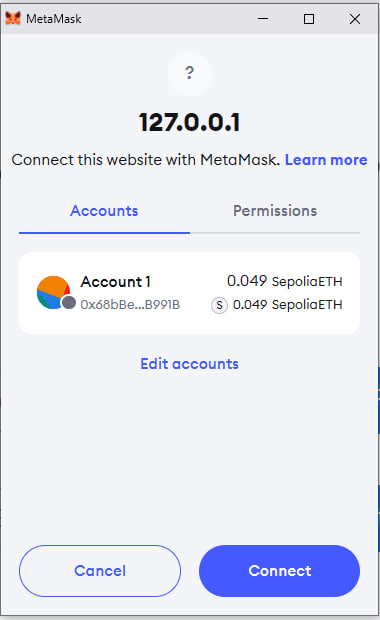 MetaMask
?
127.0.0.1
Connect this website with MetaMask. Learn more
Accounts Permissions
Account 1 0.049 SepoliaETH
0x68bBe...B991B S 0.049 SepoliaETH
Edit accounts
Cancel Connect